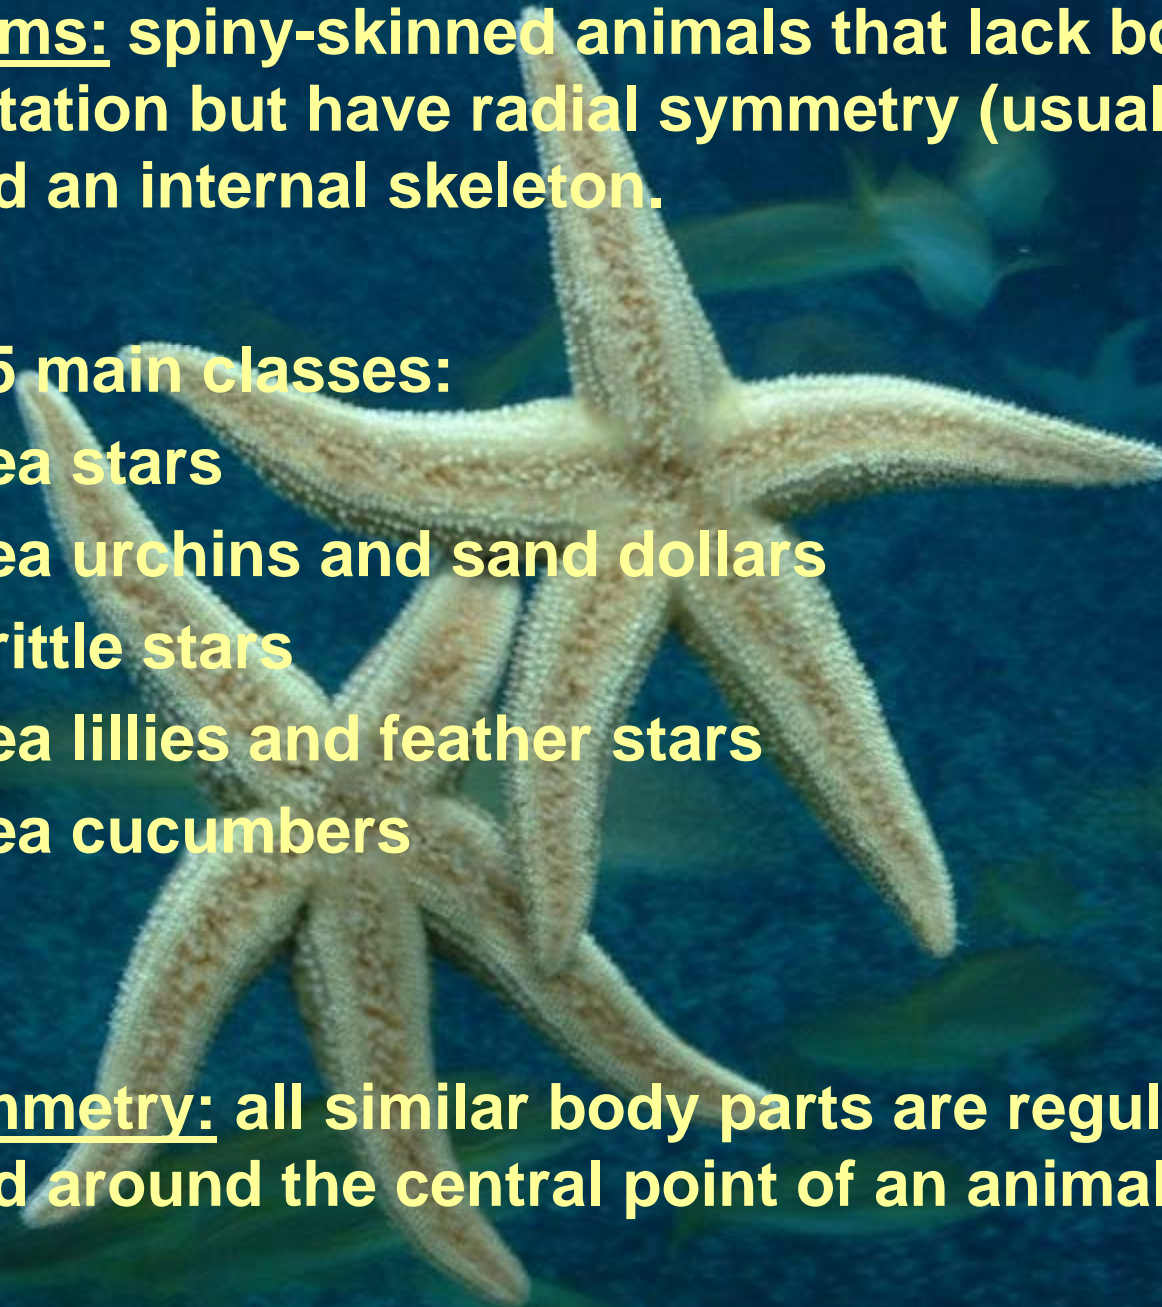 ms: spiny-skinned animals that lack bo
tation but have radial symmetry (usual
d an internal skeleton.
5 main classes:
ea stars
ea urchins and sand dollars
rittle stars
ea lillies and feather stars
ea cucumbers
mmetry: all similar body parts are regul
d around the central point of an animal